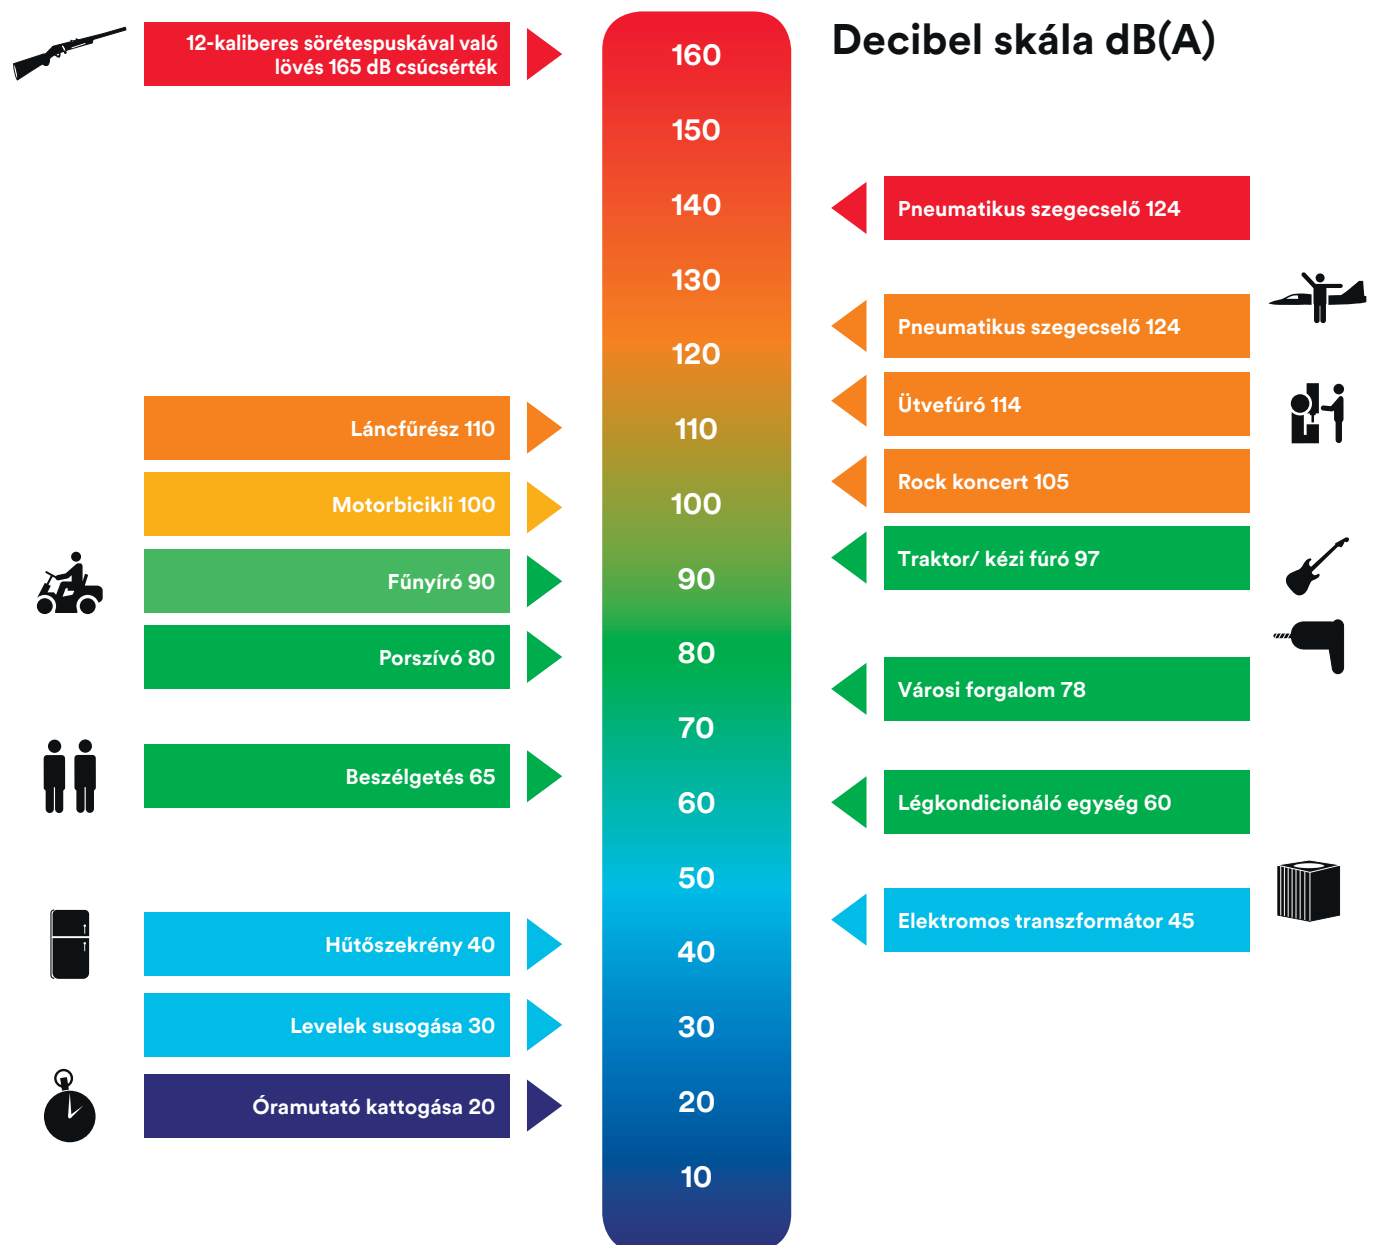 Decibel skála dB(A)
12-kaliberes sörétespuskával való
lövés 165 dB csúcsérték
Láncfűrész 110
Motorbicikli 100
Fűnyíró 90
Porszívó 80
Beszélgetés 65
Hűtőszekrény 40
Levelek susogása 30
Óramutató kattogása 20
160
150
140
130
120
110
100
90
80
70
60
50
40
30
20
10
Pneumatikus szegecselő 124
Pneumatikus szegecselő 124
Ütvefúró 114
Rock koncert 105
Traktor/ kézi fúró 97
Városi forgalom 78
Légkondicionáló egység 60
Elektromos transzformátor 45